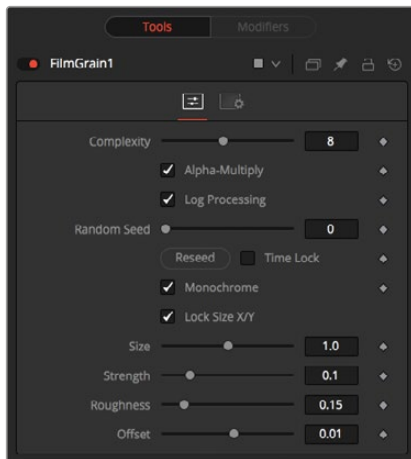 Tools Modifiers
FilmGrain1
Complexity 8
Alpha-Multiply
Log Processing
Random Seed 0
Reseed Time Lock
Monochrome
Lock Size X/Y
Size 1.0
Strength 0.1
Roughness 0.15
Offset 0.01